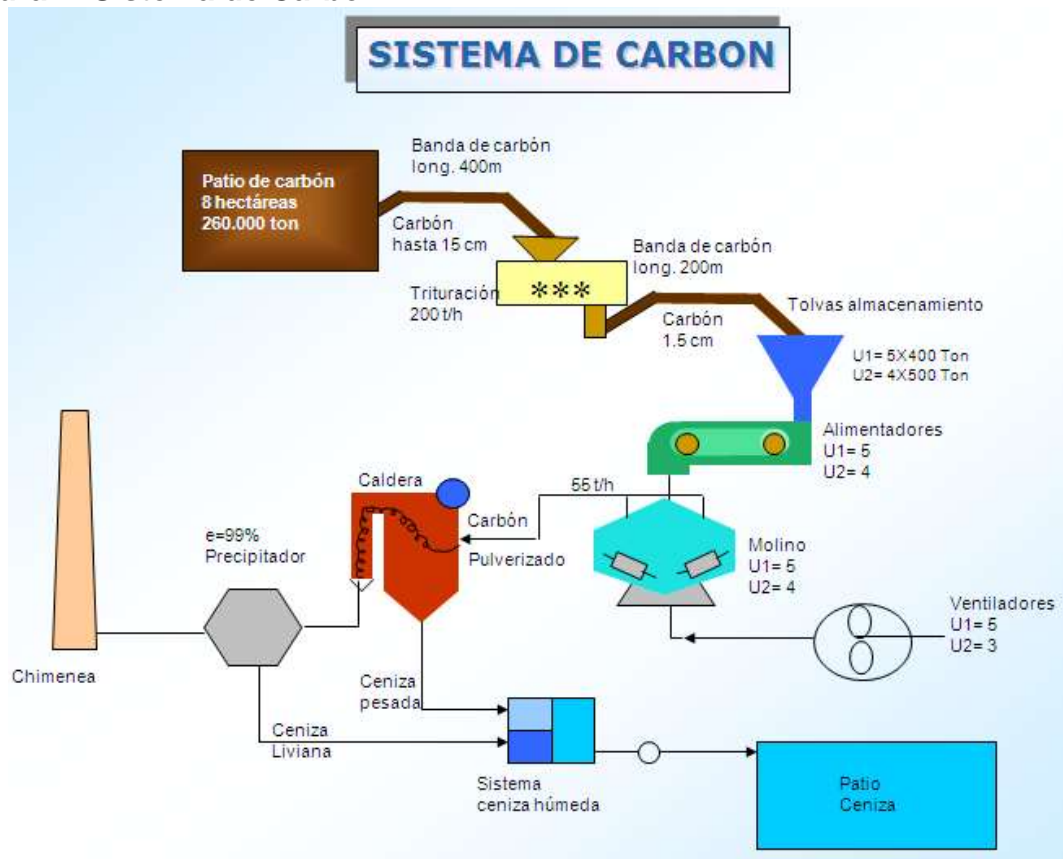 SISTEMA DE CARBON
Banda de carbón
long. 400m
Patio de carbón
8 hectáreas
260.000 ton
Carbón
hasta 15 cm
Banda de carbón
long. 200m
Trituración
200 t/h
***
Carbón
1.5 cm
Tolvas almacenamiento
U1= 5X400 Ton
U2= 4X500 Ton
Alimentadores
U1= 5
U2= 4
55 t/h
Caldera
Carbón
Pulverizado
e=99%
Precipitador
Molino
U1= 5
U2= 4
Ventiladores
U1= 5
U2= 3
Chimenea
Ceniza
pesada
Ceniza
Liviana
Sistema
ceniza húmeda
Patio
Ceniza